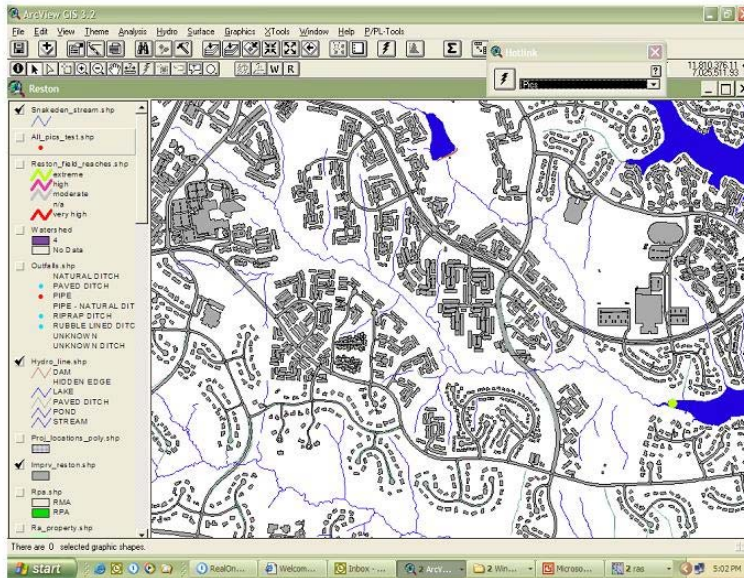 ArcView GIS 3.2
File Edit View Theme Analysis Hydro Surface Graphics XTools Window Help P/PL-Tools
Hotlink
Pics
11,810,376.11
7,025,511.93
W R
Reston
Snakeden_stream.shp
All_pics_test.shp
Reston_field_reaches.shp
extreme
high
moderate
n/a
very high
Watershed
4
No Data
Outfalls.shp
NATURAL DITCH
PAVED DITCH
PIPE
PIPE - NATURAL DIT
RIPRAP DITCH
RUBBLE LINED DITC
UNKNOWN
UNKNOWN DITCH
Hydro_line.shp
DAM
HIDDEN EDGE
LAKE
PAVED DITCH
POND
STREAM
Proj_locations_poly.shp
Imprv_reston.shp
Rpa.shp
RMA
RPA
Ra_property.shp
There are 0 selected graphic shapes.
start RealOn... Welcom... Inbox - ... 2 ArcV... 2 Win... Microso... 2 ras 5:02 PM